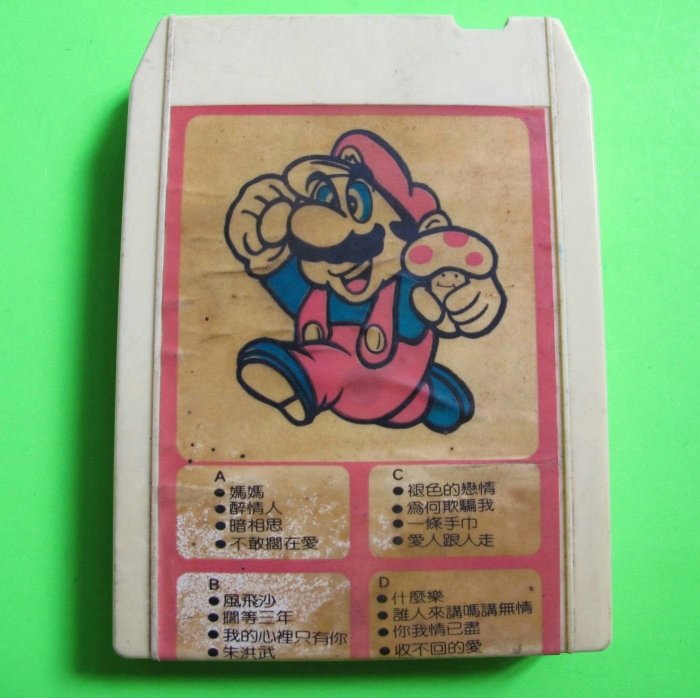 M
A
●媽媽
●醉情人
●暗相思
●不敢擱在愛
B
●風飛沙
●擱等三年
●我的心裡只有你
●朱洪武
C
●褪色的戀情
●為何欺騙我
●一條手巾
●愛人跟人走
D
●什麼樂
●誰人來講嗎講無情
●你我情已盡
●收不回的愛